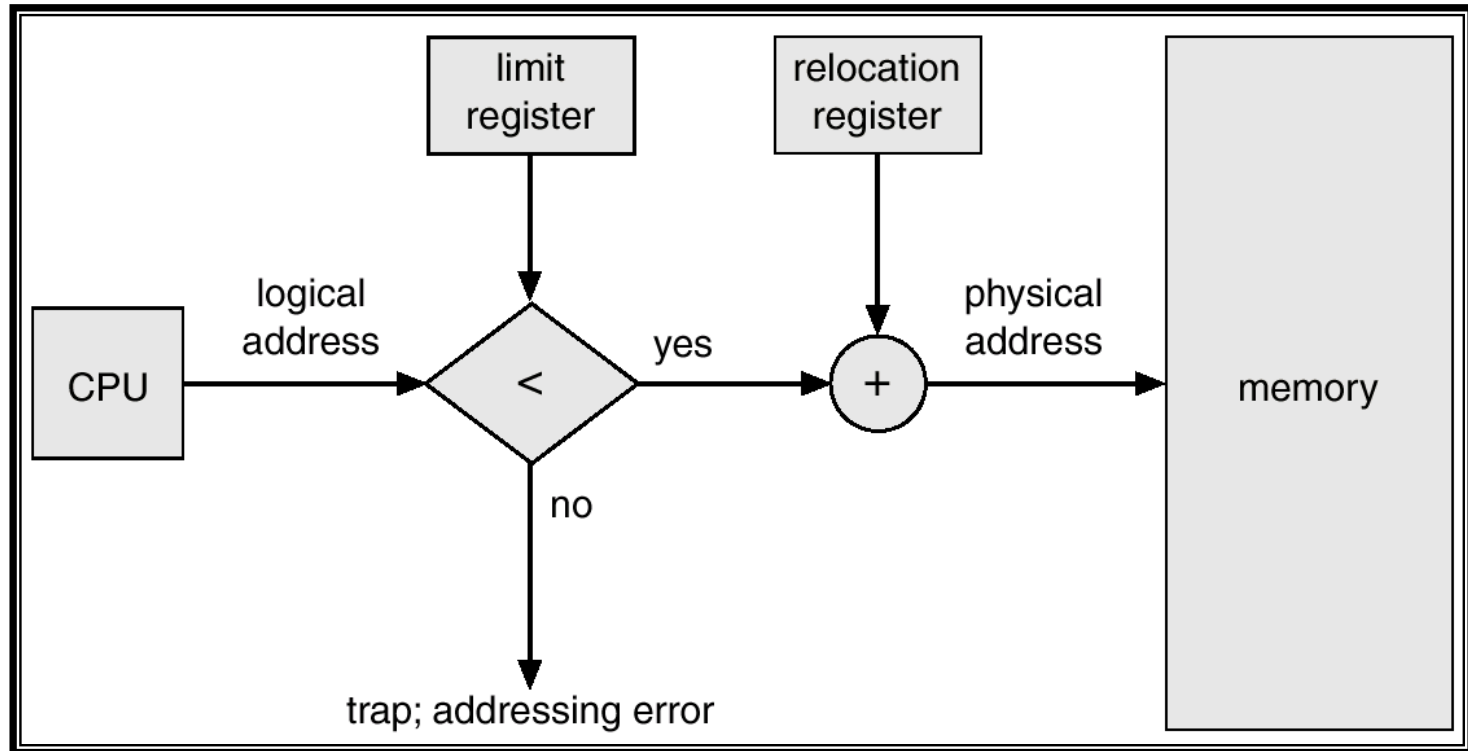 limit
register
relocation
register
logical
address
physical
address
yes
CPU
<
+
memory
no
trap; addressing error